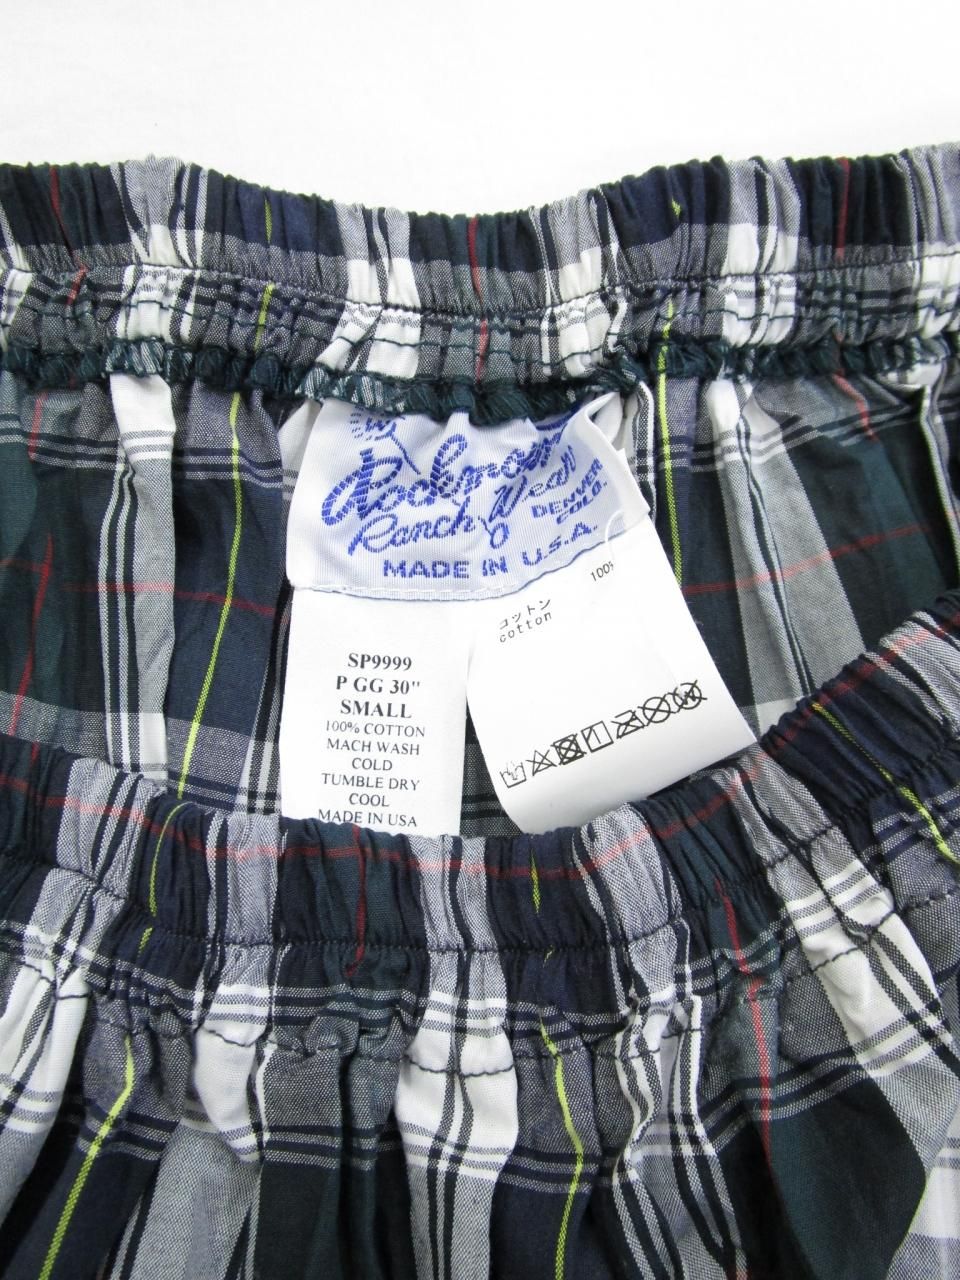 Rockmount
Ranch Wear
DENVER
COLO.
MADE IN U.S.A.
SP9999
P GG 30"
SMALL
100% COTTON
MACH WASH
COLD
TUMBLE DRY
COOL
MADE IN USA
コットン 100%
cotton